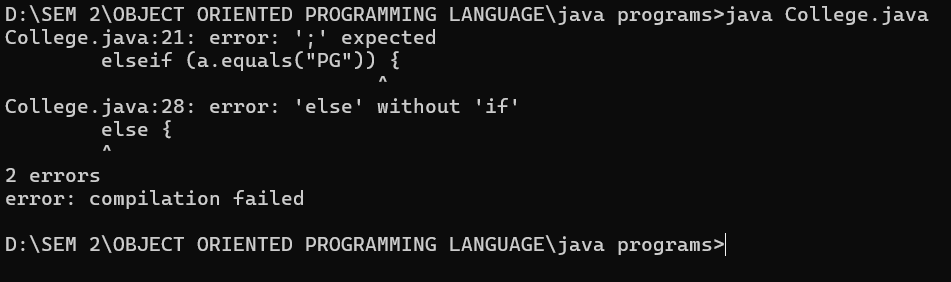 D:\SEM 2\OBJECT ORIENTED PROGRAMMING LANGUAGE\java programs>java College.java
College.java:21: error: ';' expected
        elseif (a.equals("PG")) {
                               ^
College.java:28: error: 'else' without 'if'
        else {
        ^
2 errors
error: compilation failed

D:\SEM 2\OBJECT ORIENTED PROGRAMMING LANGUAGE\java programs>